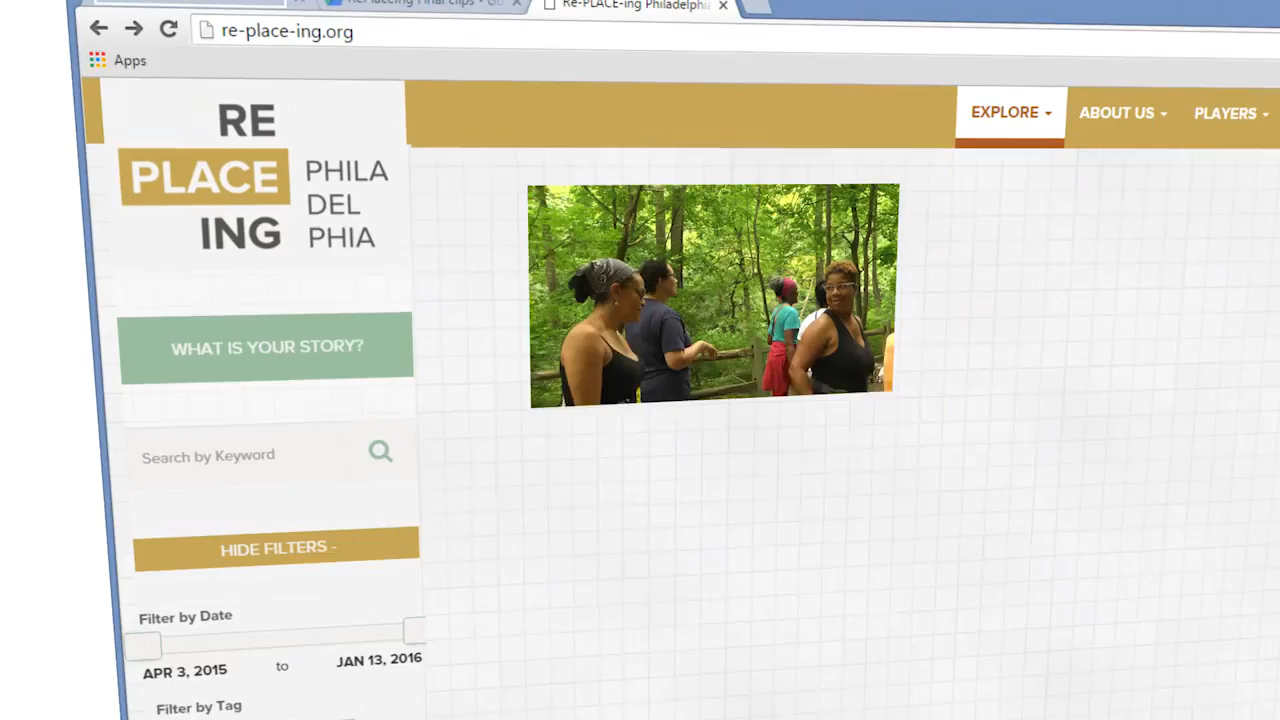 Re-PLACE-ing Philadelphia
re-place-ing.org
Apps
RE
PLACE
ING
PHILA
DEL
PHIA
EXPLORE
ABOUT US
PLAYERS
WHAT IS YOUR STORY?
Search by Keyword
HIDE FILTERS -
Filter by Date
APR 3, 2015
to
JAN 13, 2016
Filter by Tag